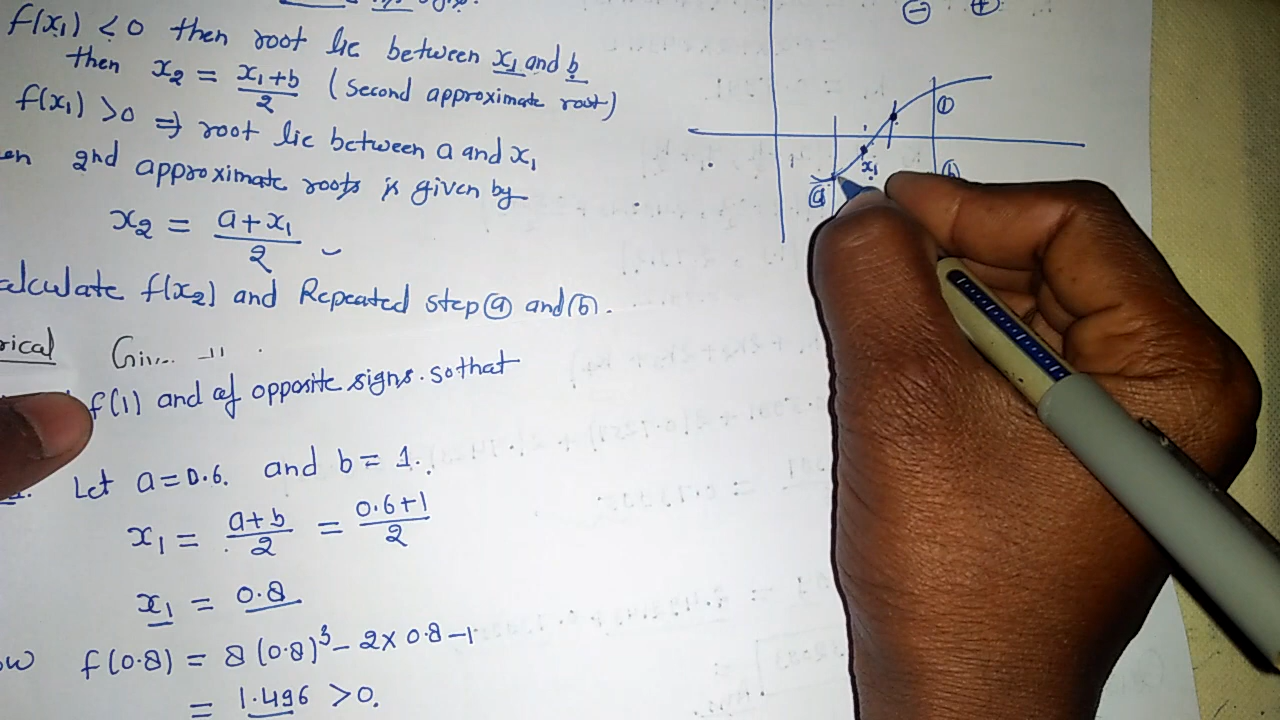 f(x₁) < 0 then root lie between x₁ and b
then x₂ = (x₁+b)/2 (Second approximate root)
f(x₁) > 0 ⇒ root lie between a and x₁
2nd approximate roots is given by
x₂ = (a+x₁)/2
alculate f(x₂) and Repeated step (a) and (b).
rical
f(1) and of opposite signs. so that
Let a = 0.6. and b = 1.
x₁ = (a+b)/2 = (0.6+1)/2
x₁ = 0.8
f(0.8) = 8(0.8)³ - 2×0.8-1
= 1.496 > 0.
⊖ ⊕
x₁
(a)
(b)